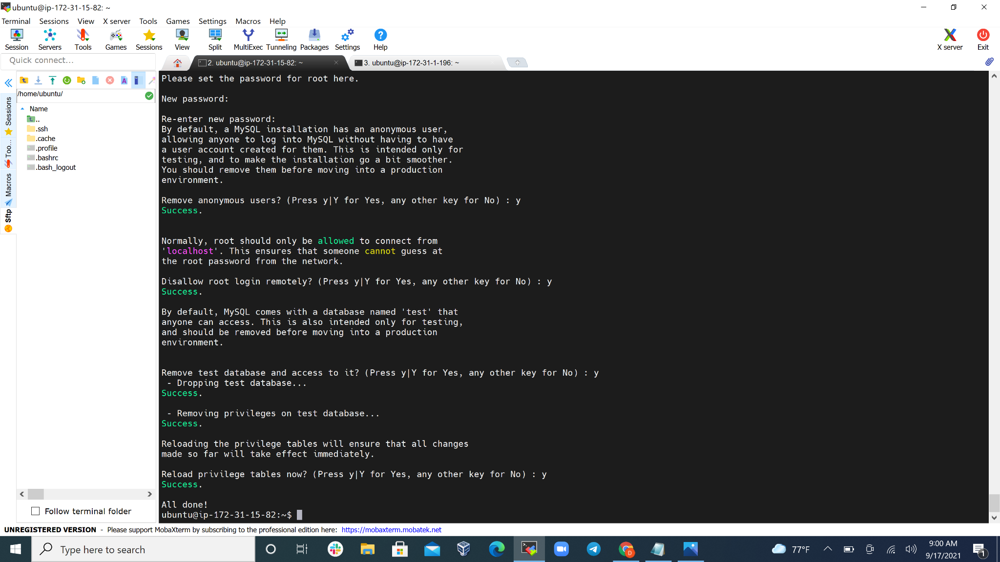 ubuntu@ip-172-31-15-82: ~
Terminal Sessions View X server Tools Games Settings Macros Help
Session Servers Tools Games Sessions View Split MultiExec Tunneling Packages Settings Help X server Exit
Quick connect...
2. ubuntu@ip-172-31-15-82: ~
3. ubuntu@ip-172-31-1-196: ~
/home/ubuntu/
Name
..
.ssh
.cache
.profile
.bashrc
.bash_logout
Sessions
Too...
Macros
Sftp
Follow terminal folder
Please set the password for root here.
New password:
Re-enter new password:
By default, a MySQL installation has an anonymous user,
allowing anyone to log into MySQL without having to have
a user account created for them. This is intended only for
testing, and to make the installation go a bit smoother.
You should remove them before moving into a production
environment.
Remove anonymous users? (Press y|Y for Yes, any other key for No) : y
Success.
Normally, root should only be allowed to connect from
'localhost'. This ensures that someone cannot guess at
the root password from the network.
Disallow root login remotely? (Press y|Y for Yes, any other key for No) : y
Success.
By default, MySQL comes with a database named 'test' that
anyone can access. This is also intended only for testing,
and should be removed before moving into a production
environment.
Remove test database and access to it? (Press y|Y for Yes, any other key for No) : y
- Dropping test database...
Success.
- Removing privileges on test database...
Success.
Reloading the privilege tables will ensure that all changes
made so far will take effect immediately.
Reload privilege tables now? (Press y|Y for Yes, any other key for No) : y
Success.
All done!
ubuntu@ip-172-31-15-82:~$
UNREGISTERED VERSION - Please support MobaXterm by subscribing to the professional edition here: https://mobaxterm.mobatek.net
Type here to search
77°F
9:00 AM
9/17/2021
1